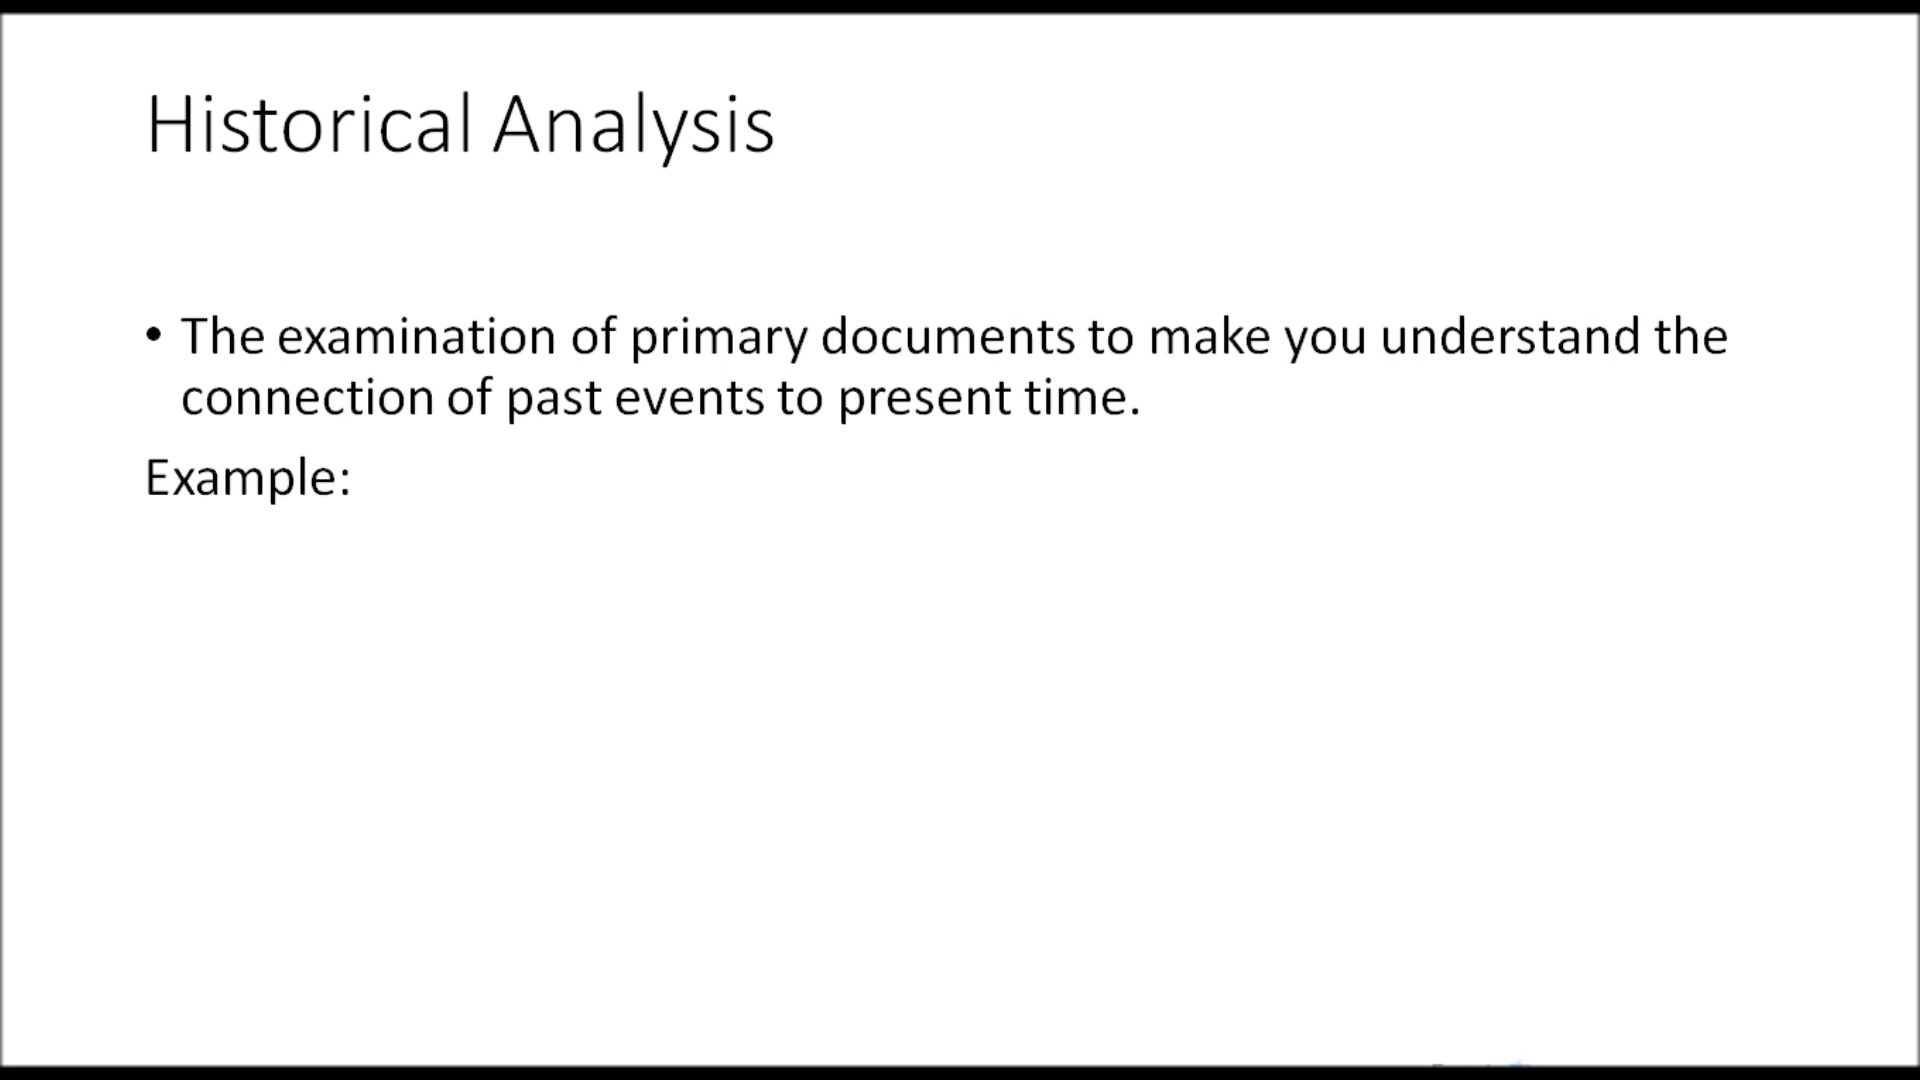 Historical Analysis
• The examination of primary documents to make you understand the
connection of past events to present time.
Example: